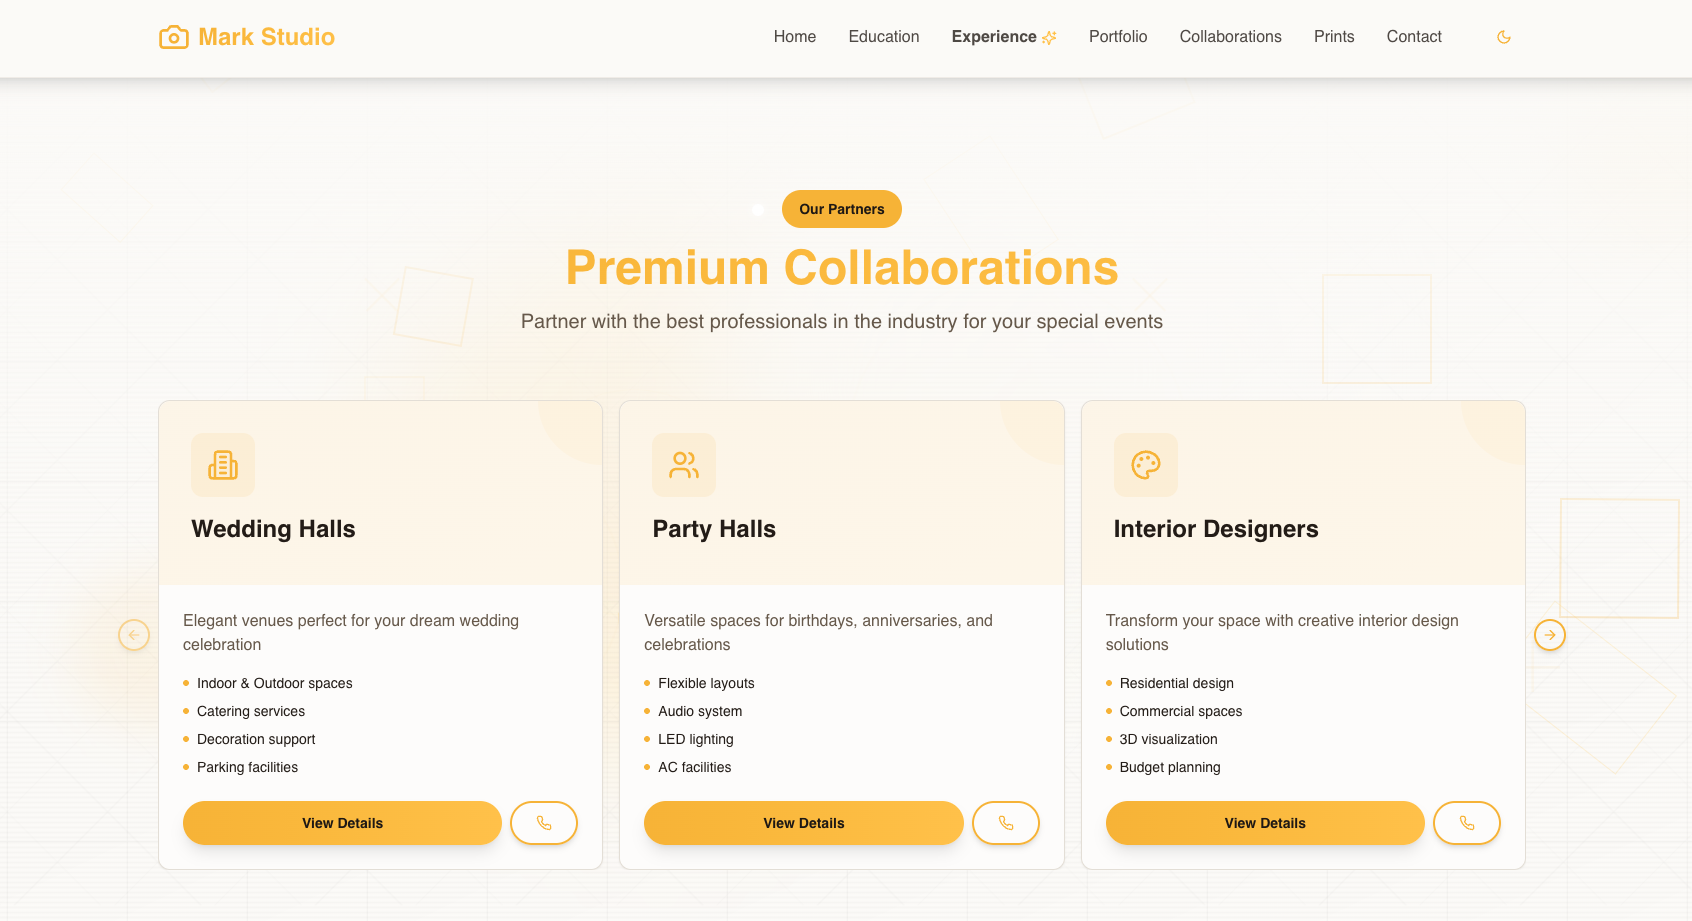 Mark Studio
Home Education Experience Portfolio Collaborations Prints Contact
Our Partners
Premium Collaborations
Partner with the best professionals in the industry for your special events
Wedding Halls
Elegant venues perfect for your dream wedding
celebration
Indoor & Outdoor spaces
Catering services
Decoration support
Parking facilities
View Details
Party Halls
Versatile spaces for birthdays, anniversaries, and
celebrations
Flexible layouts
Audio system
LED lighting
AC facilities
View Details
Interior Designers
Transform your space with creative interior design
solutions
Residential design
Commercial spaces
3D visualization
Budget planning
View Details